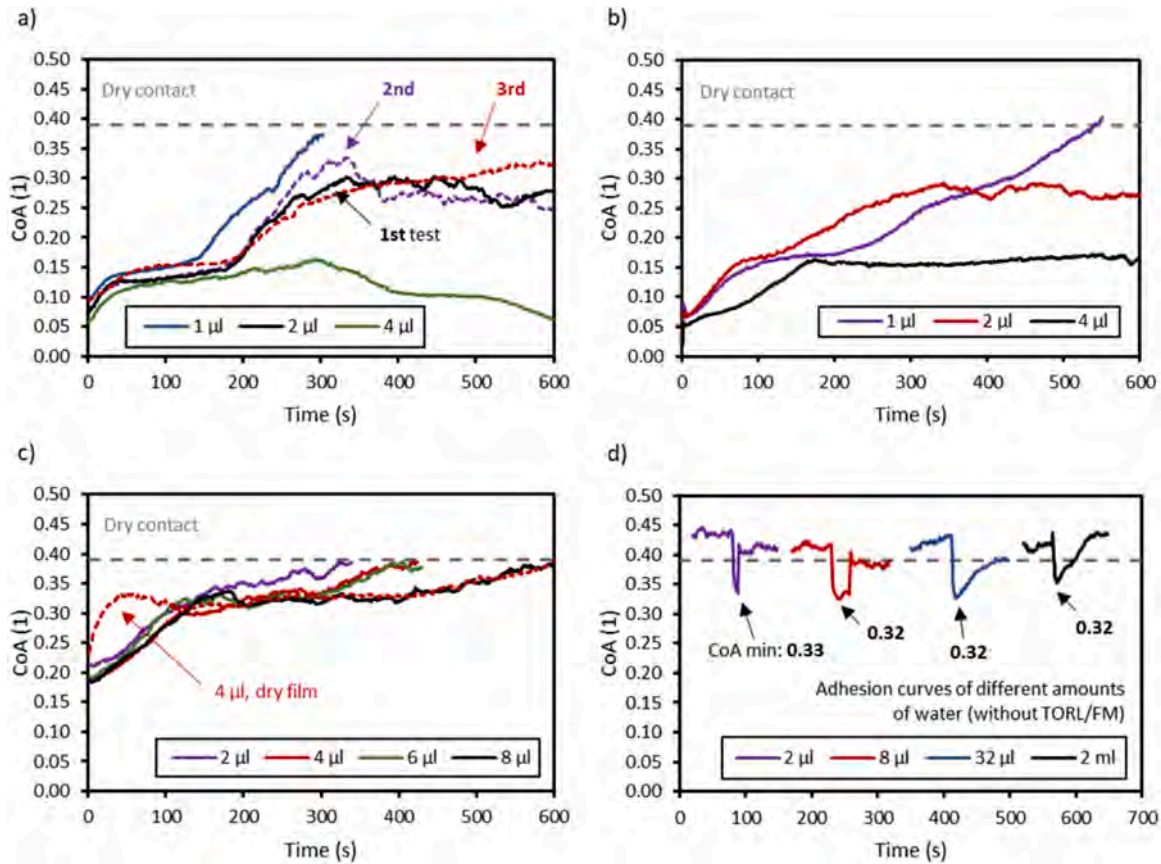 a)
0.50
0.45
0.40
0.35
0.30
0.25
0.20
0.15
0.10
0.05
0.00
CoA (1)
Dry contact
2nd
3rd
1st test
1 µl 2 µl 4 µl
0 100 200 300 400 500 600
Time (s)
b)
0.50
0.45
0.40
0.35
0.30
0.25
0.20
0.15
0.10
0.05
0.00
CoA (1)
Dry contact
1 µl 2 µl 4 µl
0 100 200 300 400 500 600
Time (s)
c)
0.50
0.45
0.40
0.35
0.30
0.25
0.20
0.15
0.10
0.05
0.00
CoA (1)
Dry contact
4 µl, dry film
2 µl 4 µl 6 µl 8 µl
0 100 200 300 400 500 600
Time (s)
d)
0.50
0.45
0.40
0.35
0.30
0.25
0.20
0.15
0.10
0.05
0.00
CoA (1)
CoA min: 0.33
0.32
0.32
0.32
Adhesion curves of different amounts
of water (without TORL/FM)
2 µl 8 µl 32 µl 2 ml
0 100 200 300 400 500 600 700
Time (s)